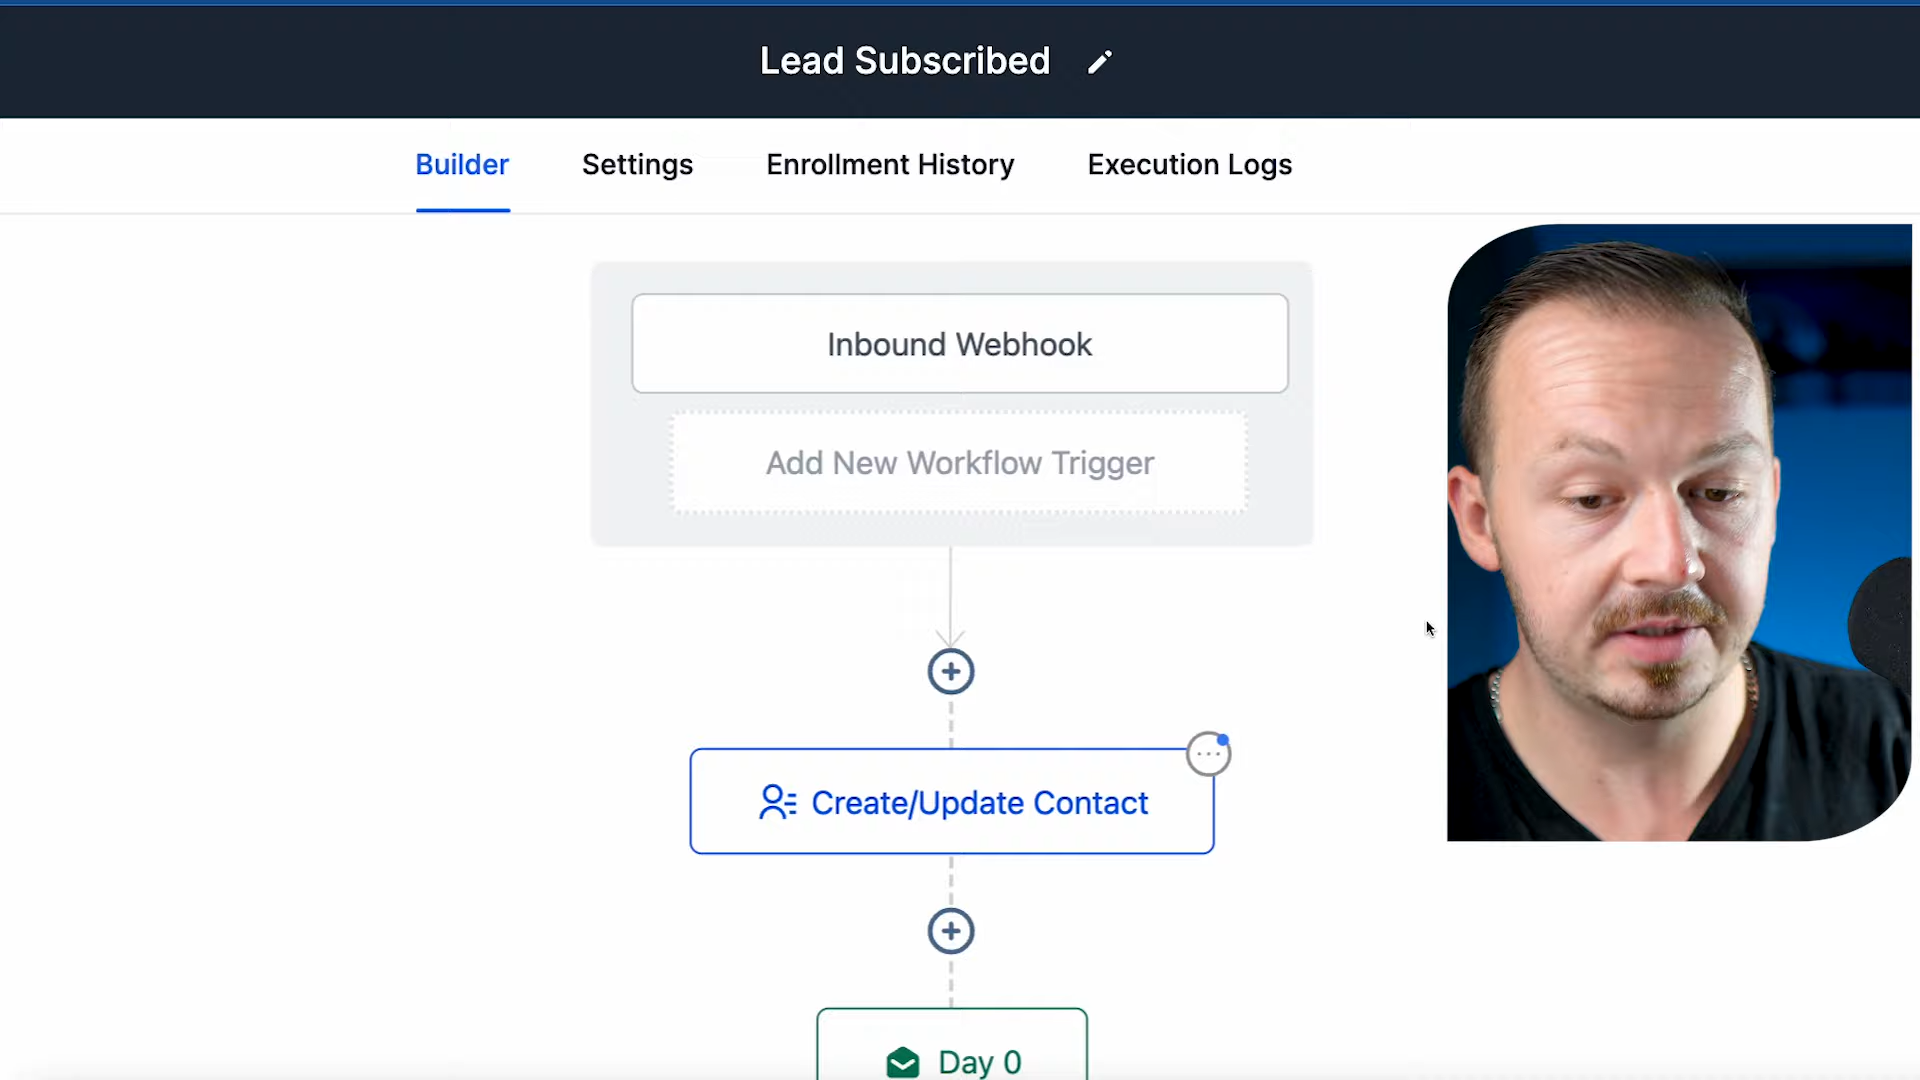 Lead Subscribed
Builder
Settings
Enrollment History
Execution Logs
Inbound Webhook
Add New Workflow Trigger
Create/Update Contact
Day 0